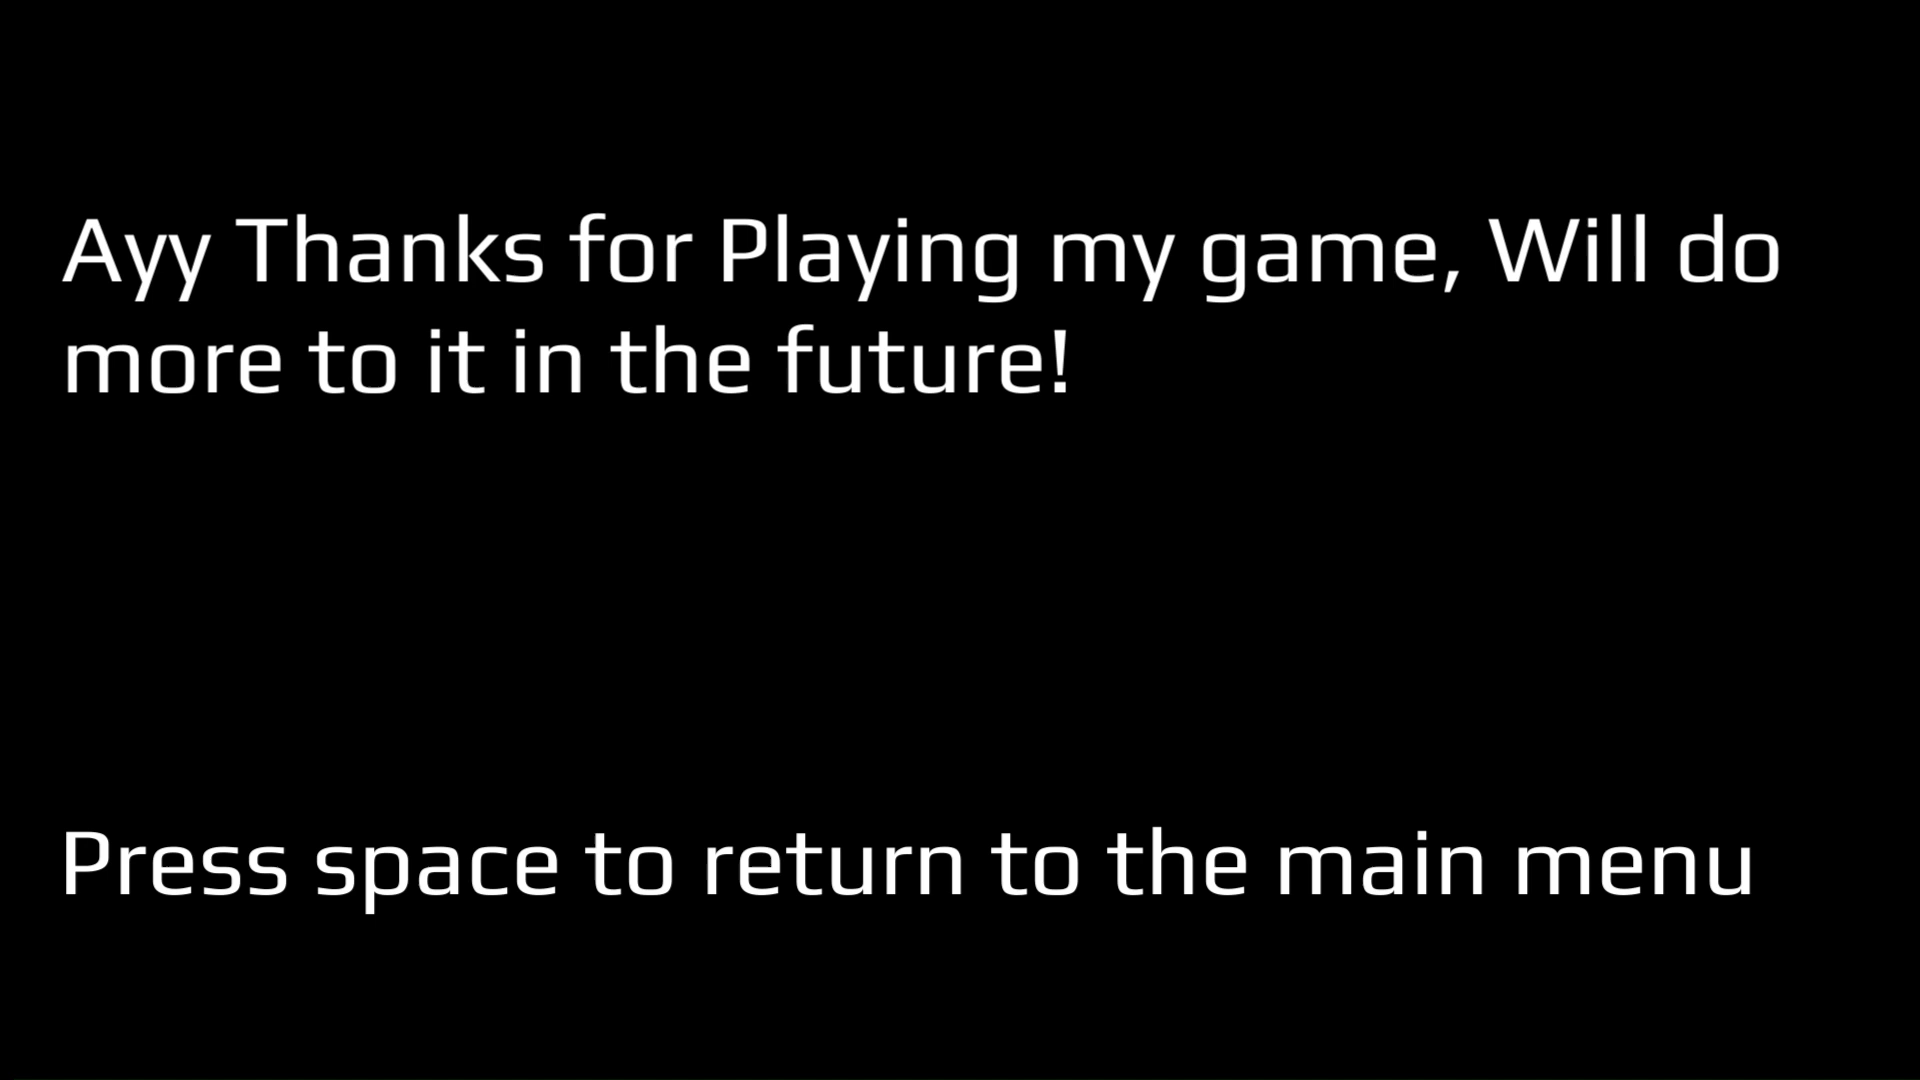 Ayy Thanks for Playing my game, Will do
more to it in the future!
Press space to return to the main menu